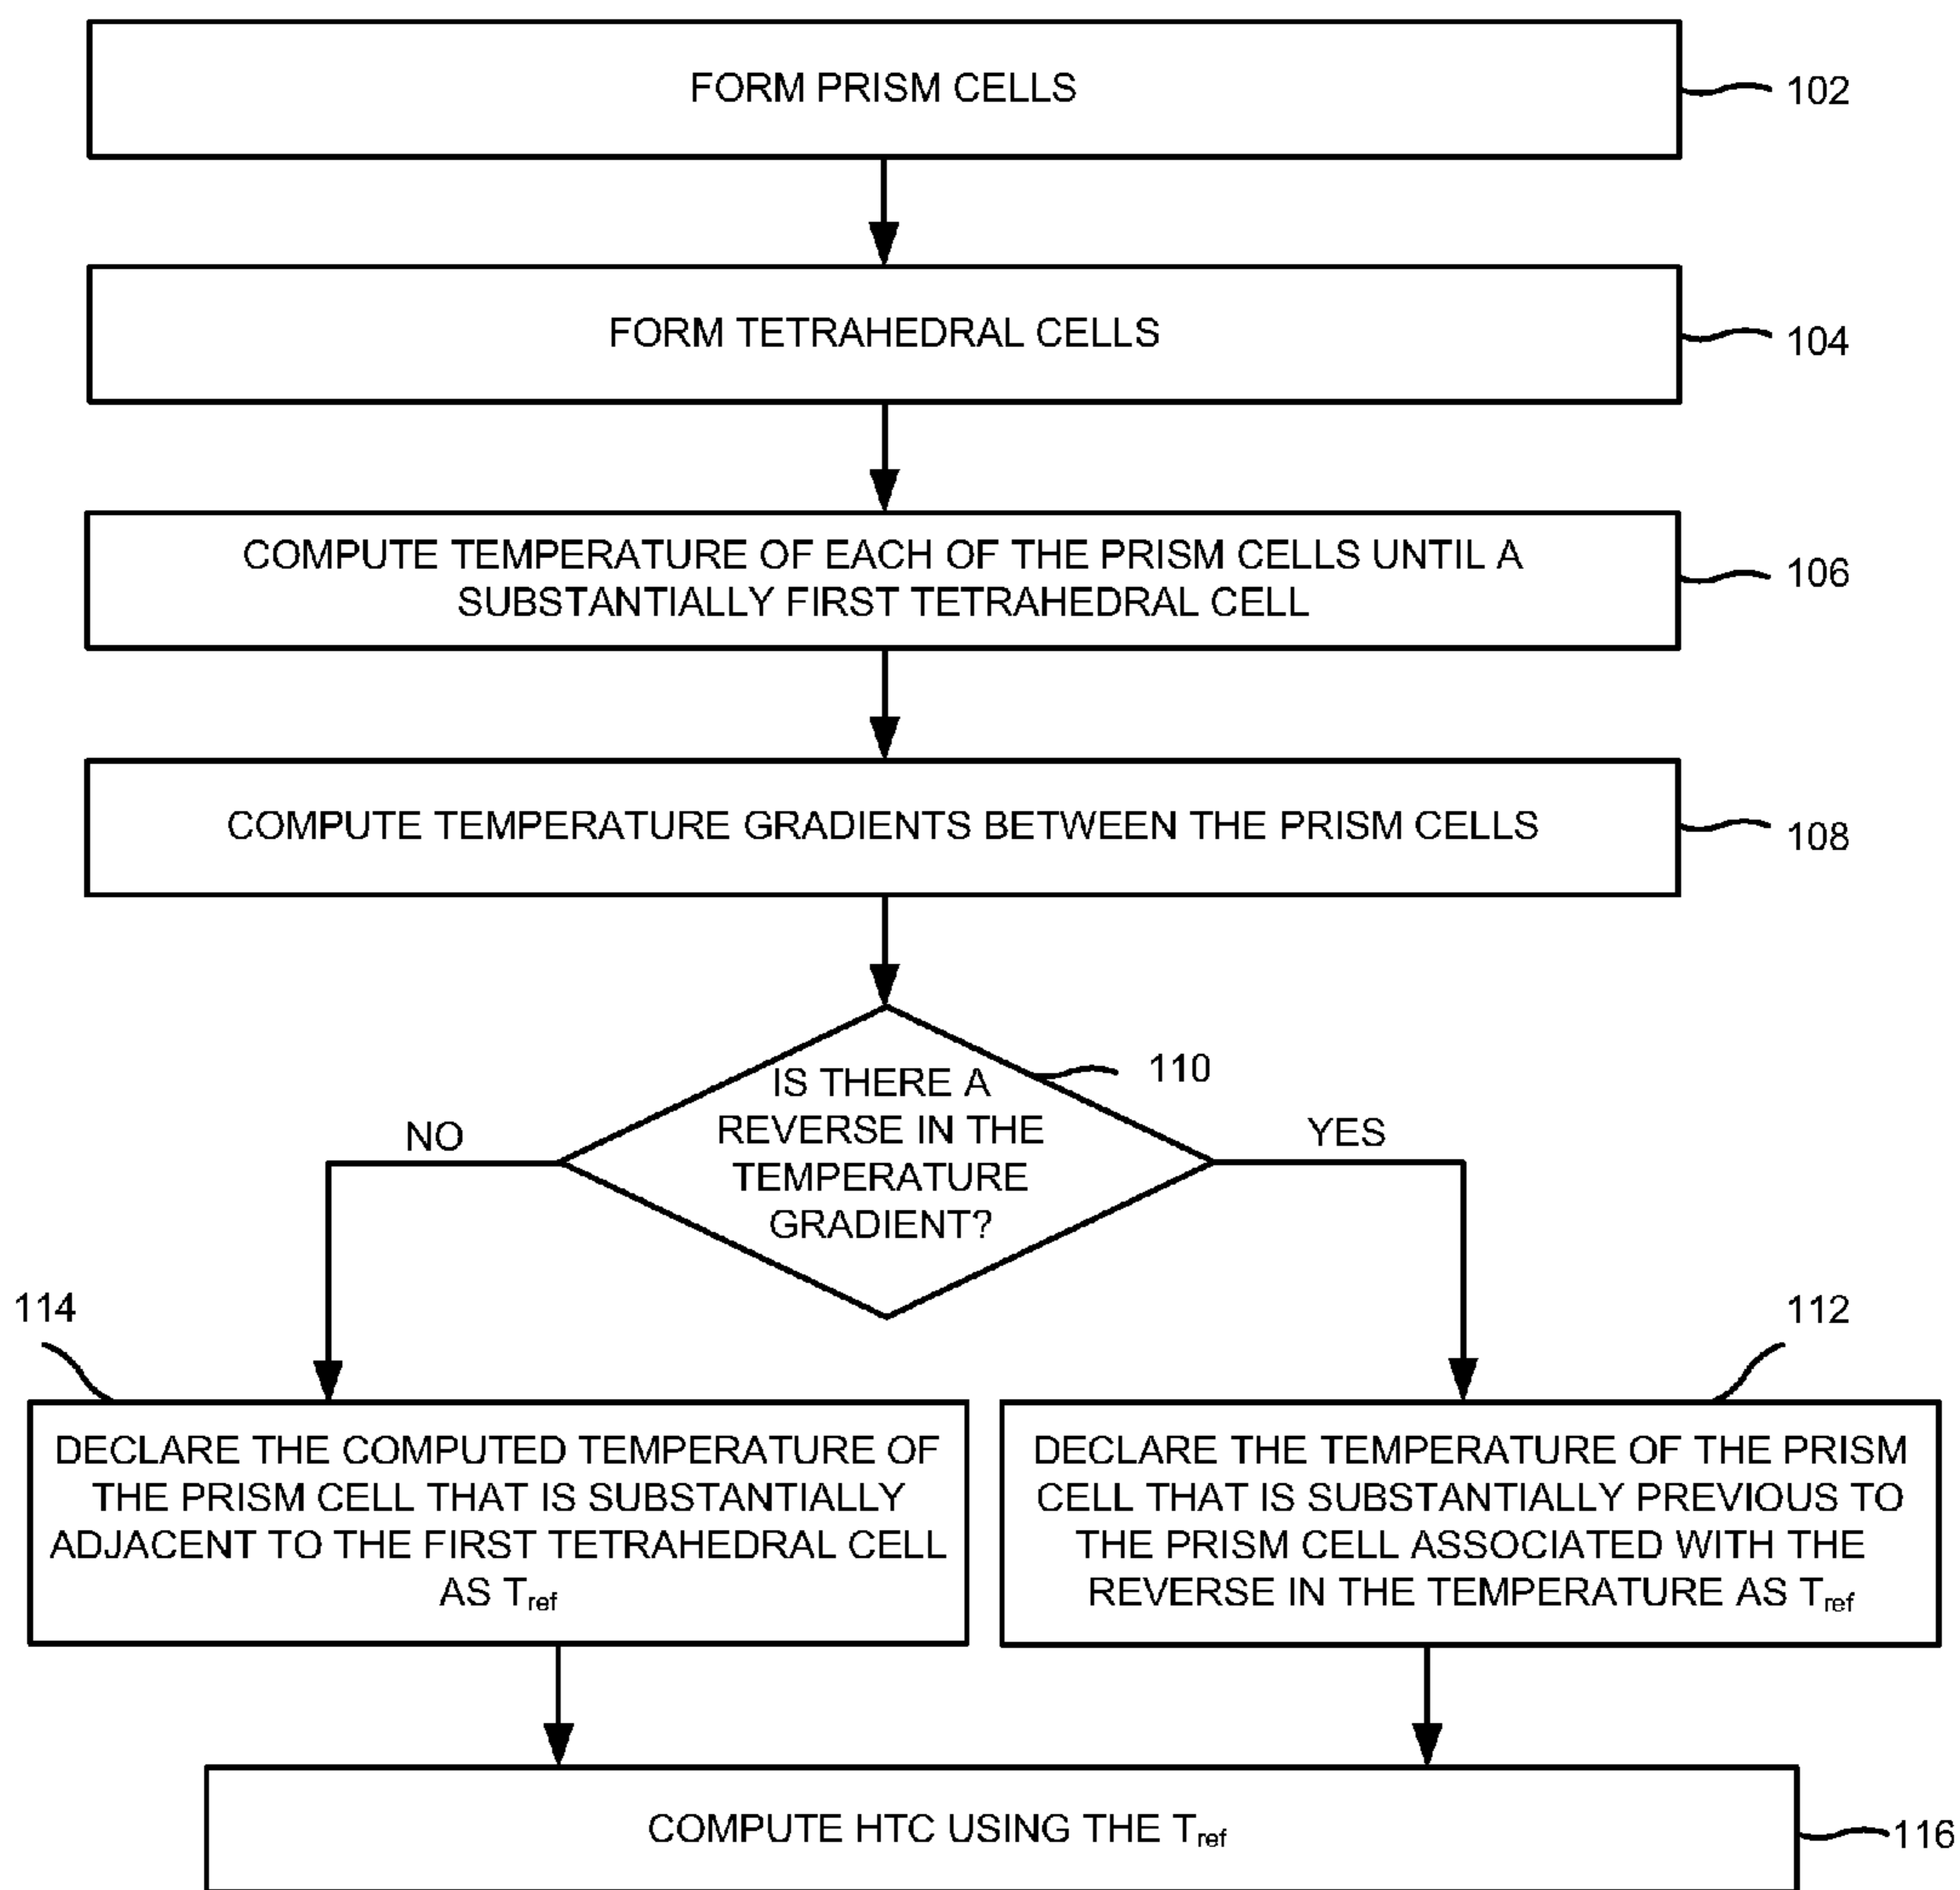 FORM PRISM CELLS
102
FORM TETRAHEDRAL CELLS
104
COMPUTE TEMPERATURE OF EACH OF THE PRISM CELLS UNTIL A
SUBSTANTIALLY FIRST TETRAHEDRAL CELL
106
COMPUTE TEMPERATURE GRADIENTS BETWEEN THE PRISM CELLS
108
110
IS THERE A
REVERSE IN THE
TEMPERATURE
GRADIENT?
NO
YES
114
DECLARE THE COMPUTED TEMPERATURE OF
THE PRISM CELL THAT IS SUBSTANTIALLY
ADJACENT TO THE FIRST TETRAHEDRAL CELL
AS Tref
112
DECLARE THE TEMPERATURE OF THE PRISM
CELL THAT IS SUBSTANTIALLY PREVIOUS TO
THE PRISM CELL ASSOCIATED WITH THE
REVERSE IN THE TEMPERATURE AS Tref
COMPUTE HTC USING THE Tref
116